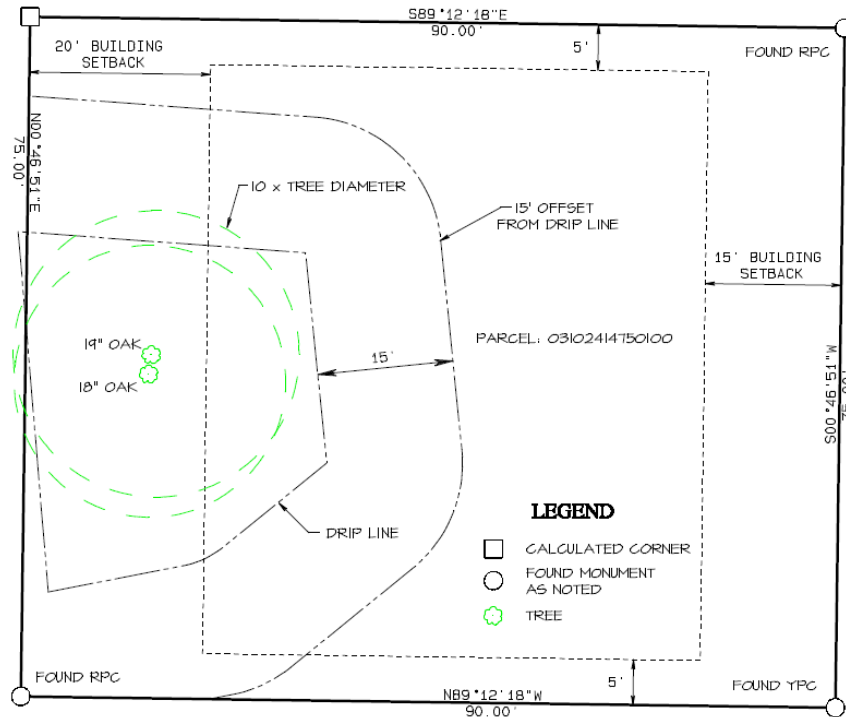 S89°12'18"E
90.00'
20' BUILDING
SETBACK
5'
FOUND RPC
N00°46'51"E
75.00'
10 x TREE DIAMETER
15' OFFSET
FROM DRIP LINE
15' BUILDING
SETBACK
19" OAK
18" OAK
15'
PARCEL: 03102414750100
S00°46'51"W
LEGEND
CALCULATED CORNER
FOUND MONUMENT
AS NOTED
TREE
DRIP LINE
FOUND RPC
5'
FOUND YPC
N89°12'18"W
90.00'